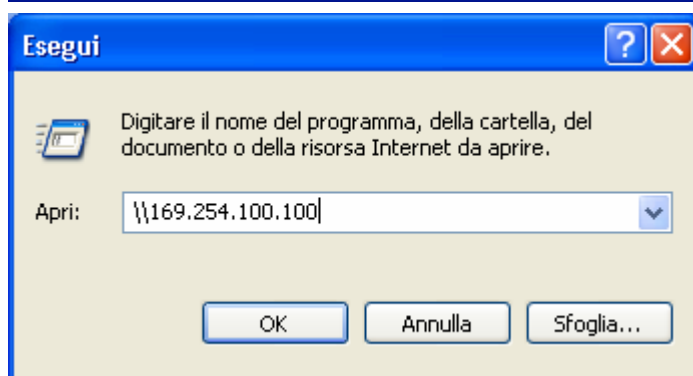 Esegui
Digitare il nome del programma, della cartella, del
documento o della risorsa Internet da aprire.
Apri: \\169.254.100.100
OK Annulla Sfoglia...